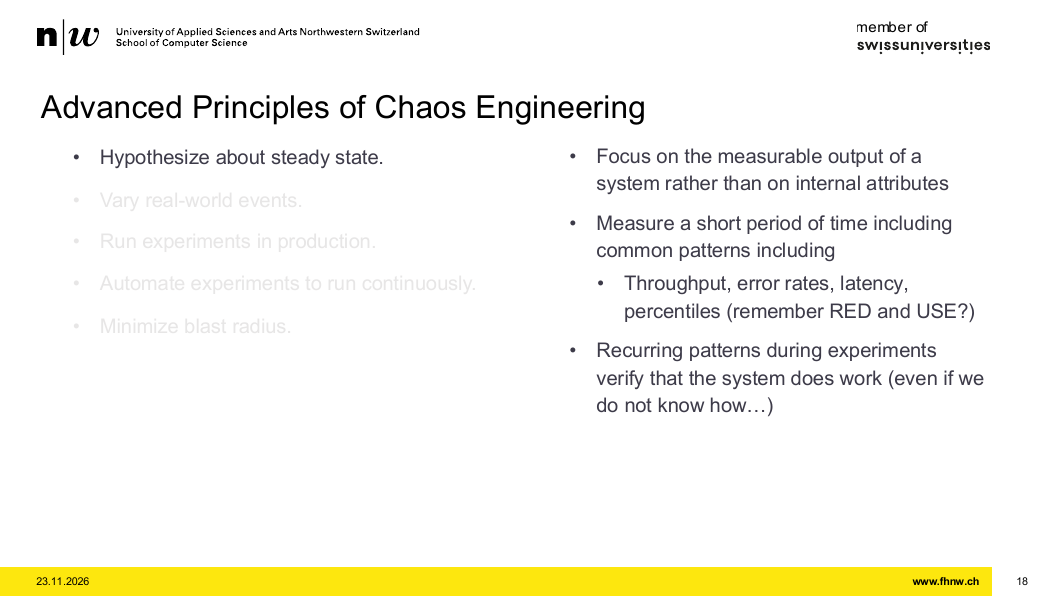 n w University of Applied Sciences and Arts Northwestern Switzerland
School of Computer Science
member of
swissuniversities
Advanced Principles of Chaos Engineering
• Hypothesize about steady state.
• Vary real-world events.
• Run experiments in production.
• Automate experiments to run continuously.
• Minimize blast radius.
• Focus on the measurable output of a
system rather than on internal attributes
• Measure a short period of time including
common patterns including
• Throughput, error rates, latency,
percentiles (remember RED and USE?)
• Recurring patterns during experiments
verify that the system does work (even if we
do not know how…)
23.11.2026
www.fhnw.ch
18